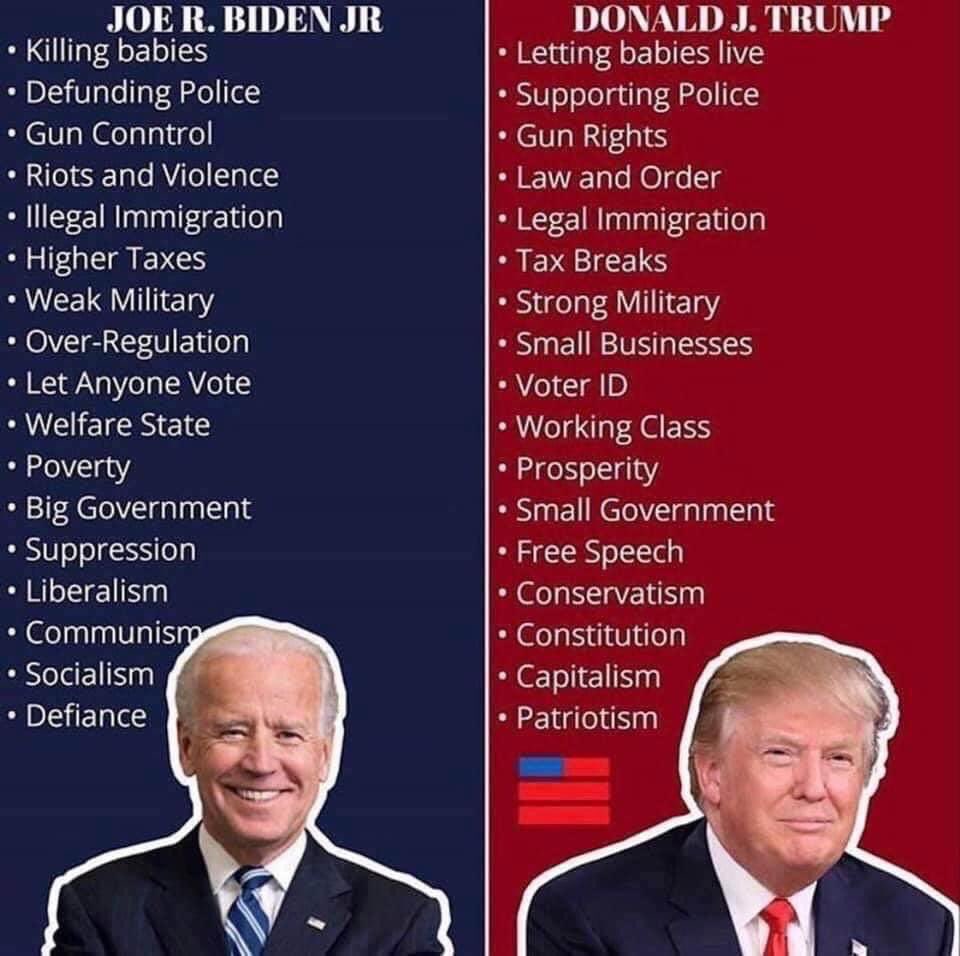 JOE R. BIDEN JR
• Killing babies
• Defunding Police
• Gun Conntrol
• Riots and Violence
• Illegal Immigration
• Higher Taxes
• Weak Military
• Over-Regulation
• Let Anyone Vote
• Welfare State
• Poverty
• Big Government
• Suppression
• Liberalism
• Communism
• Socialism
• Defiance
DONALD J. TRUMP
• Letting babies live
• Supporting Police
• Gun Rights
• Law and Order
• Legal Immigration
• Tax Breaks
• Strong Military
• Small Businesses
• Voter ID
• Working Class
• Prosperity
• Small Government
• Free Speech
• Conservatism
• Constitution
• Capitalism
• Patriotism